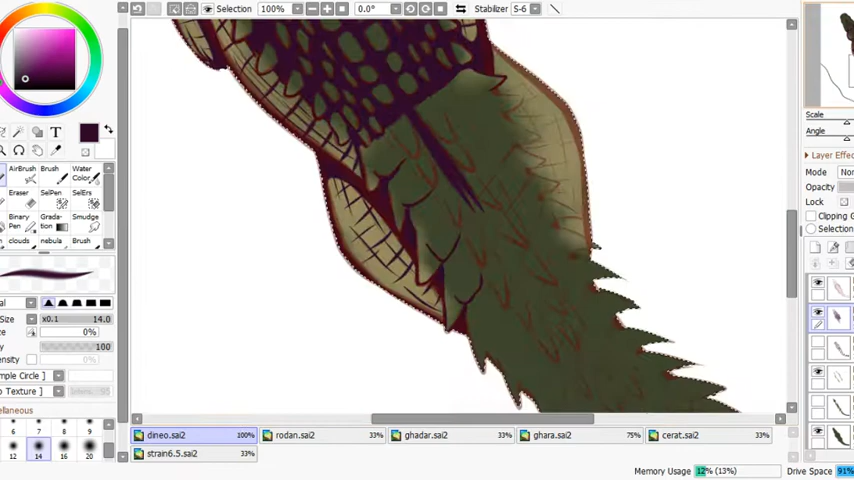 Selection 100% 0.0° Stabilizer S-6
T
Scale
Angle
AirBrush Brush Water Color
Layer Effec
Eraser SelPen SelErs
Mode Nor
Binary Pen Grada-tion Smudge
Opacity
Lock
clouds nebula Brush
Clipping G
Selection
Size x0.1 14.0
0%
100
0%
mple Circle ]
o Texture ]
ellaneous
6 7 8 9
12 14 16 20
dineo.sai2 100% rodan.sai2 33% ghadar.sai2 33% ghara.sai2 75% cerat.sai2 33%
strain6.5.sai2 33%
Memory Usage 12% (13%) Drive Space 91%